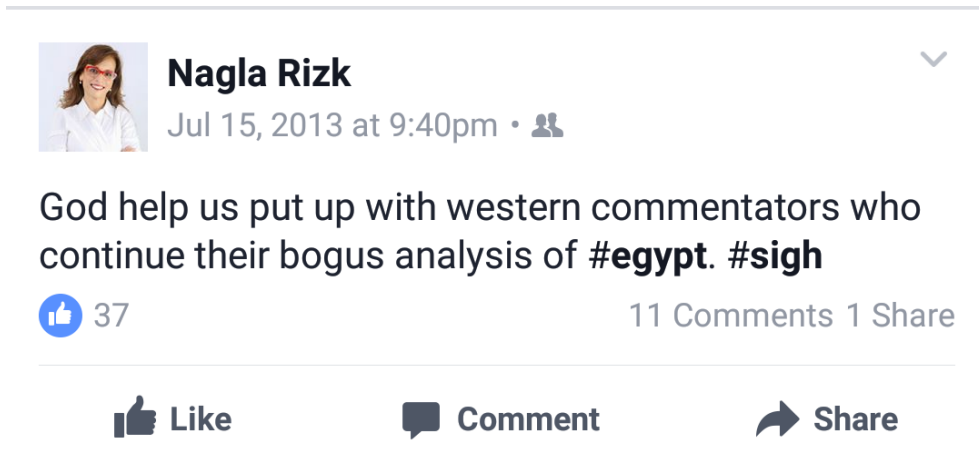 Nagla Rizk
Jul 15, 2013 at 9:40pm •
God help us put up with western commentators who
continue their bogus analysis of #egypt. #sigh
37 11 Comments 1 Share
Like Comment Share